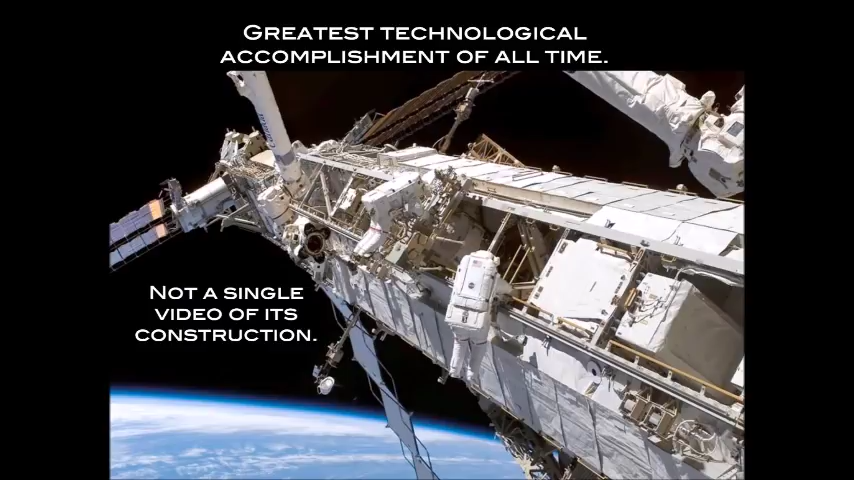 Greatest technological
accomplishment of all time.
Not a single
video of its
construction.